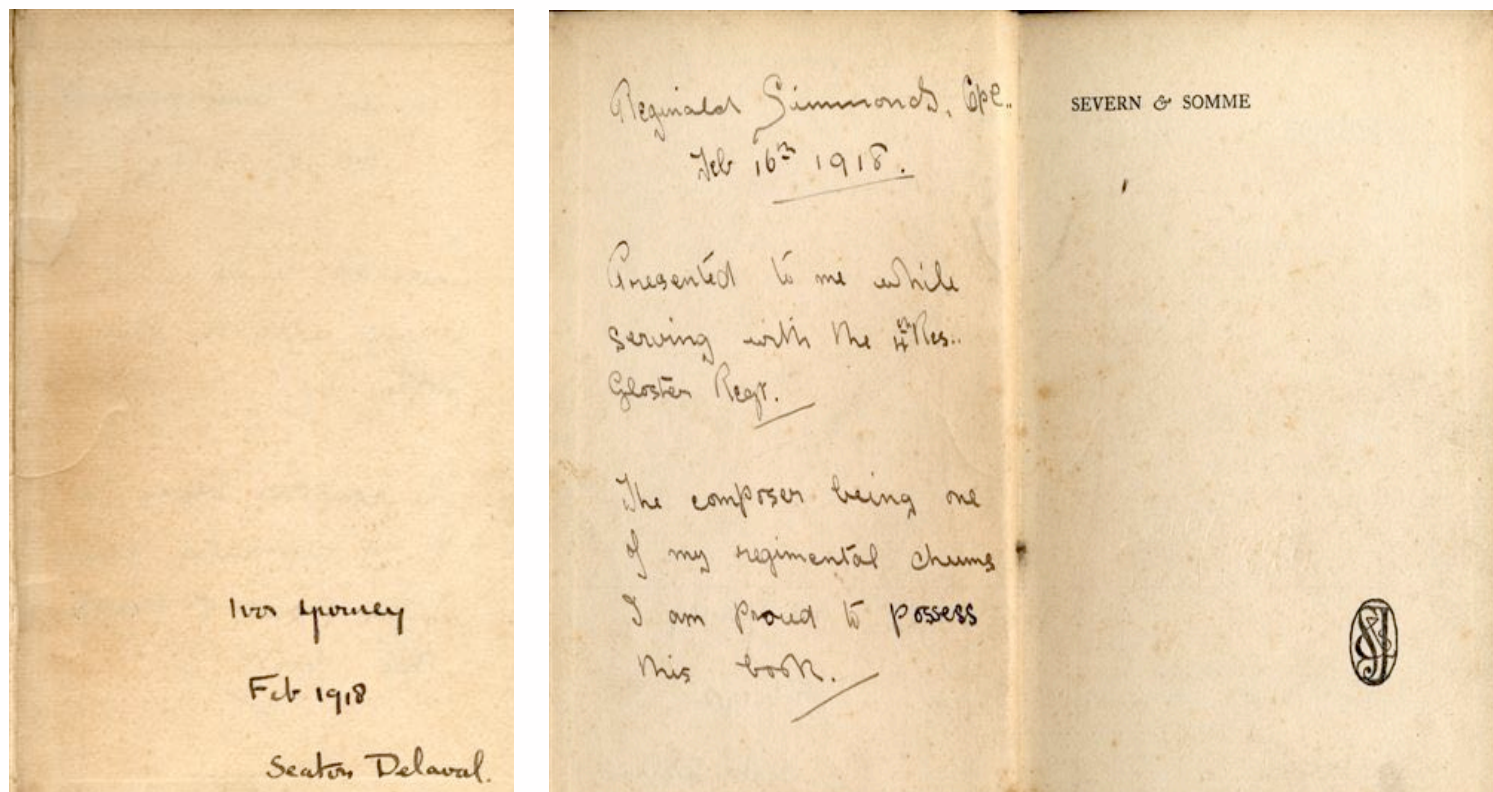 Ivor Gurney
Feb 1918
Seaton Delaval.
Reginald Simmonds, Cpl..
Feb 16th 1918.
Presented to me while
serving with the 4th Res..
Gloster Regt.
The composer being one
of my regimental chums
I am proud to possess
this book.
SEVERN & SOMME